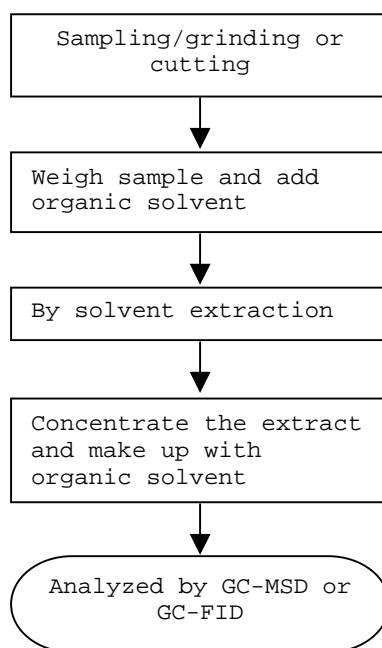 Sampling/grinding or
cutting
Weigh sample and add
organic solvent
By solvent extraction
Concentrate the extract
and make up with
organic solvent
Analyzed by GC-MSD or
GC-FID